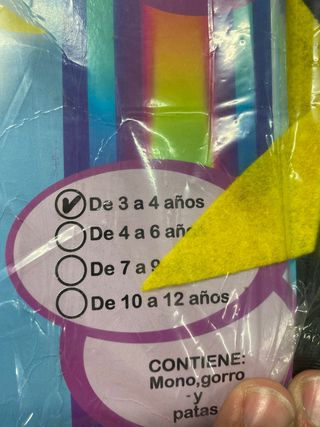 De 3 a 4 años
De 4 a 6
De 7 a
De 10 a 12 años
CONTIENE:
Mono,gorro
-y
patas